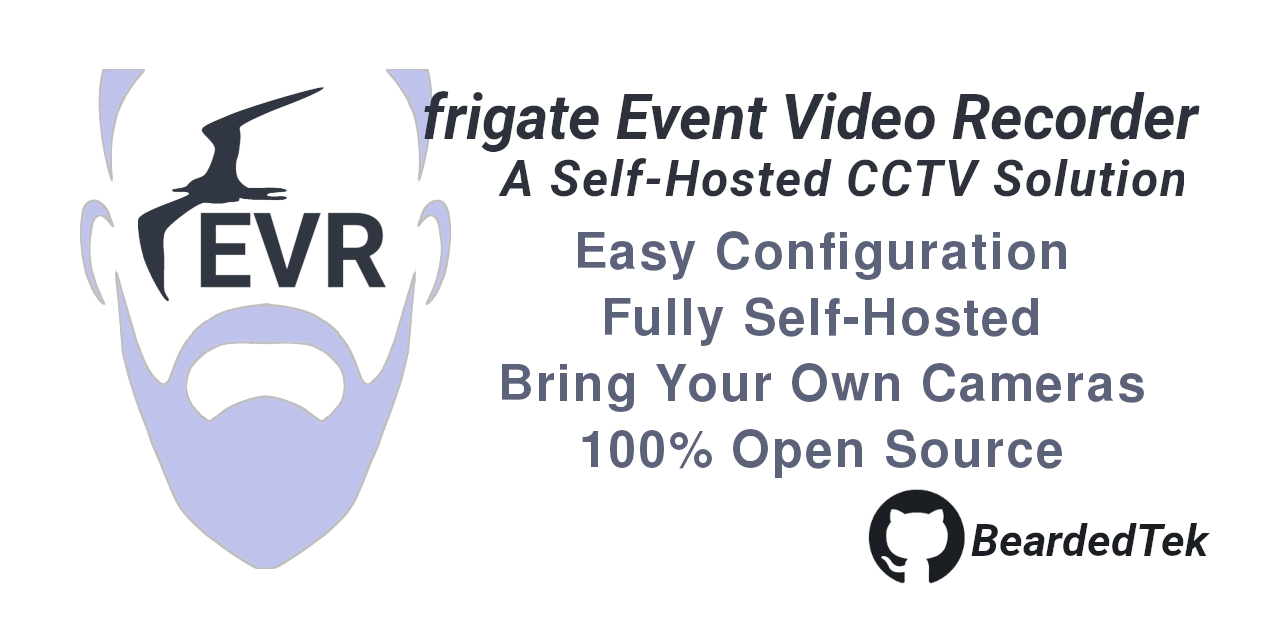 EVR
frigate Event Video Recorder
A Self-Hosted CCTV Solution
Easy Configuration
Fully Self-Hosted
Bring Your Own Cameras
100% Open Source
BeardedTek